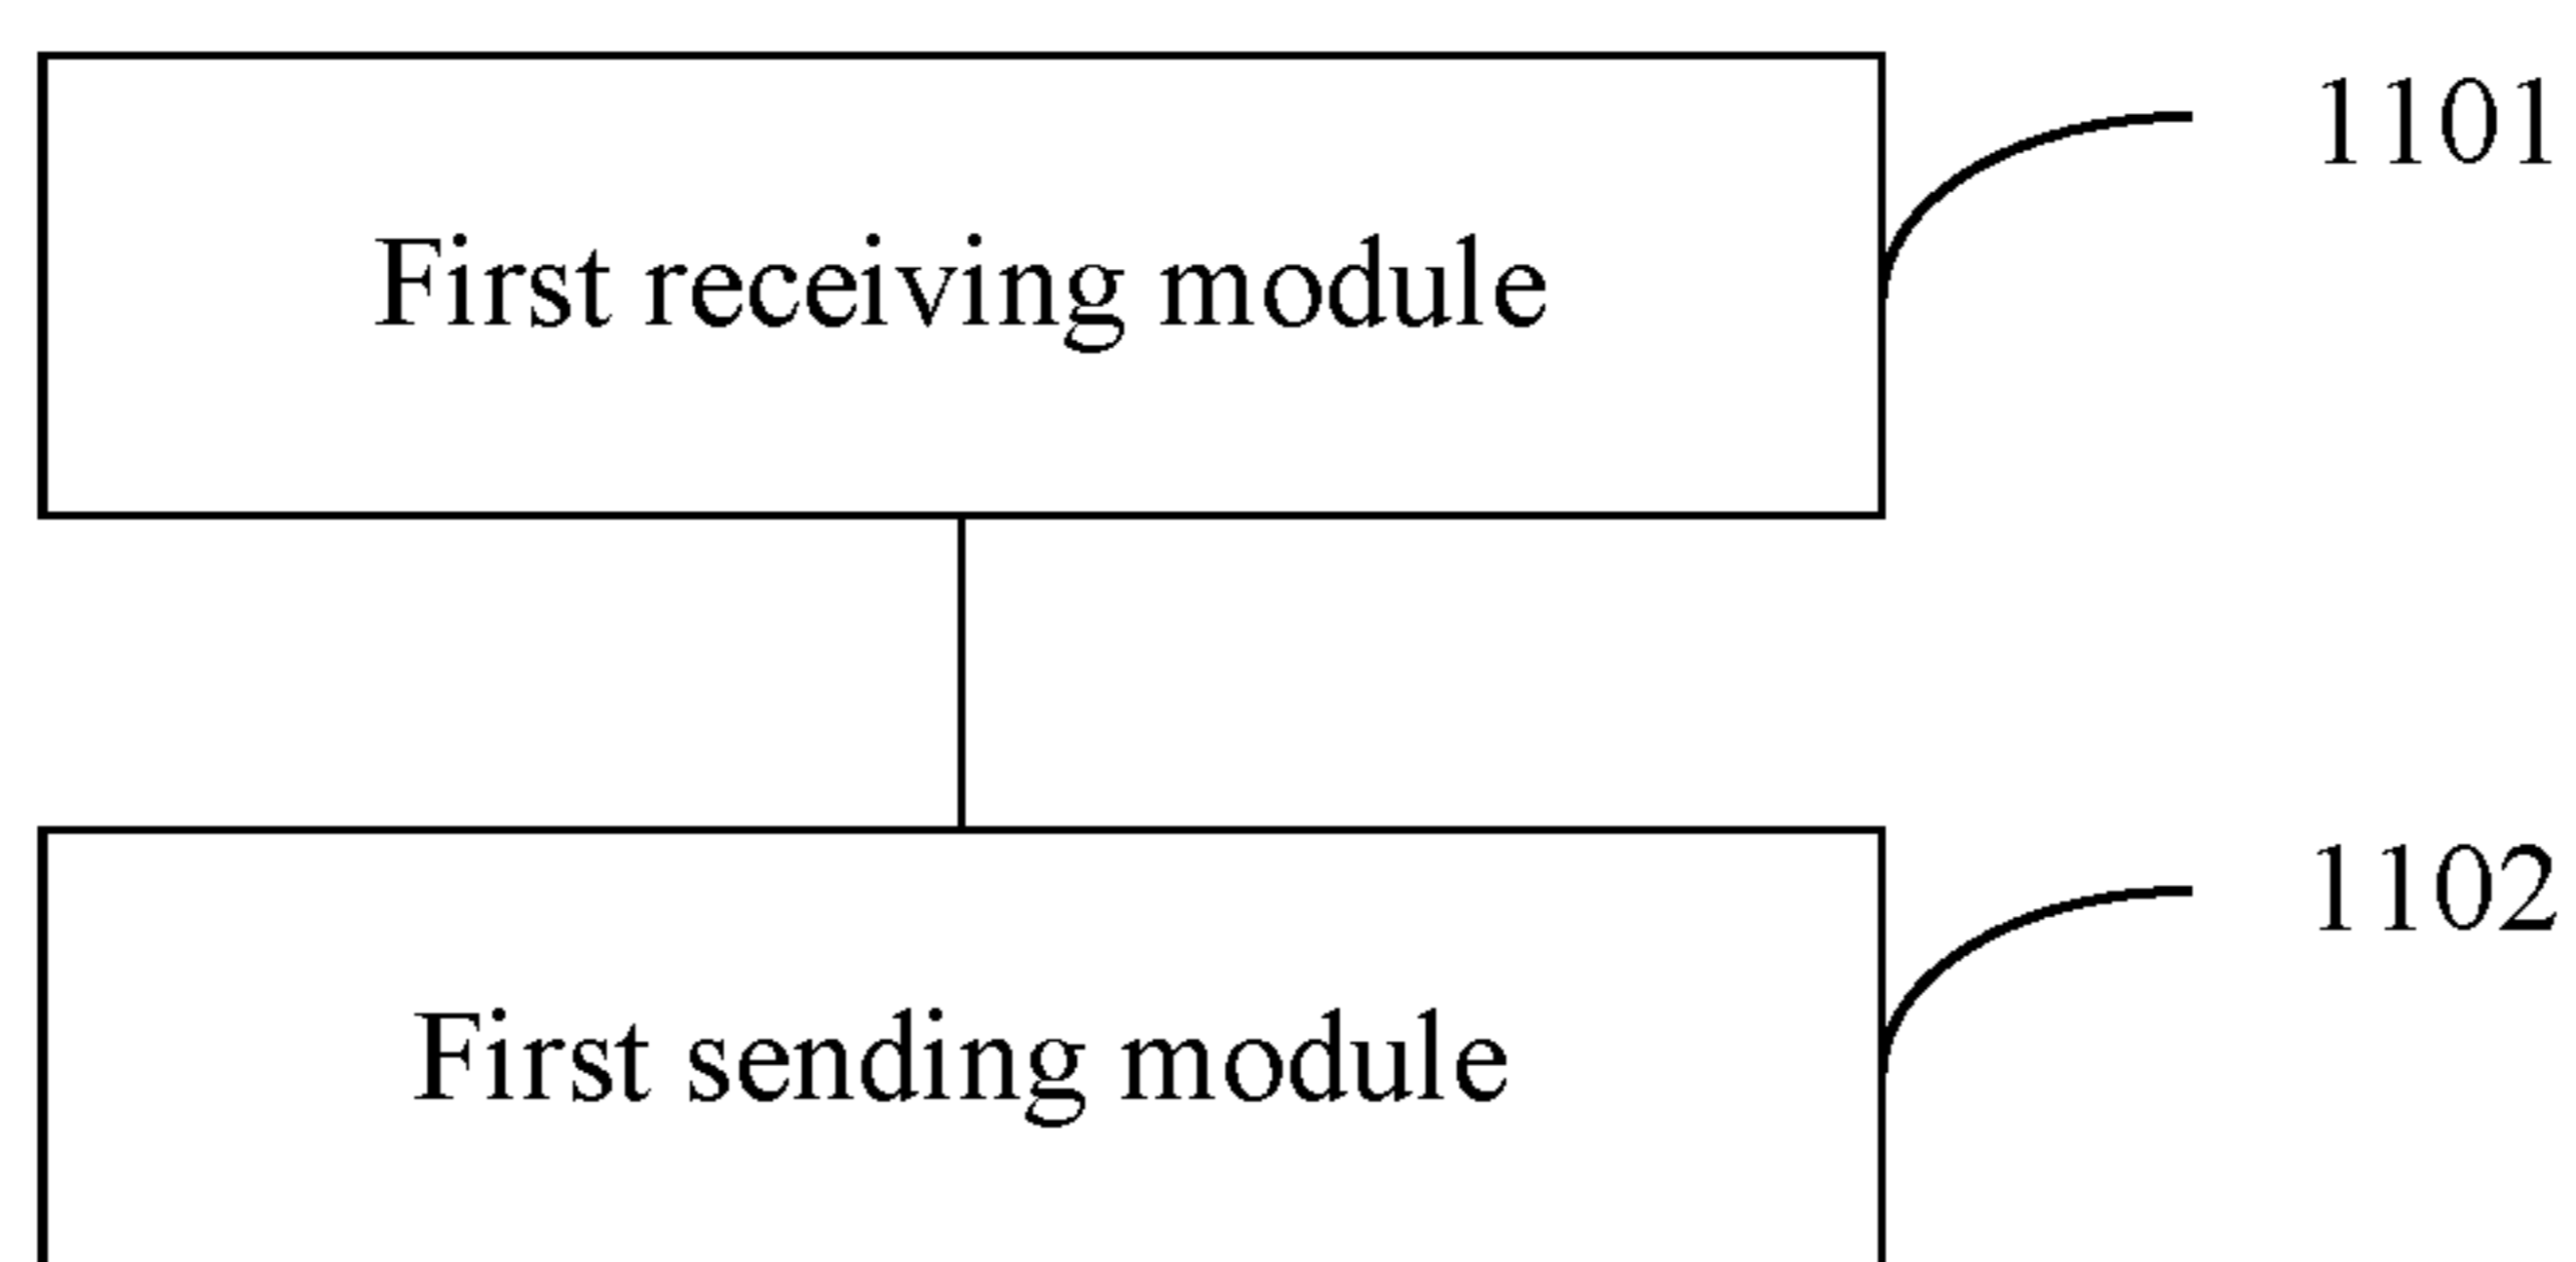 1101
First receiving module
1102
First sending module